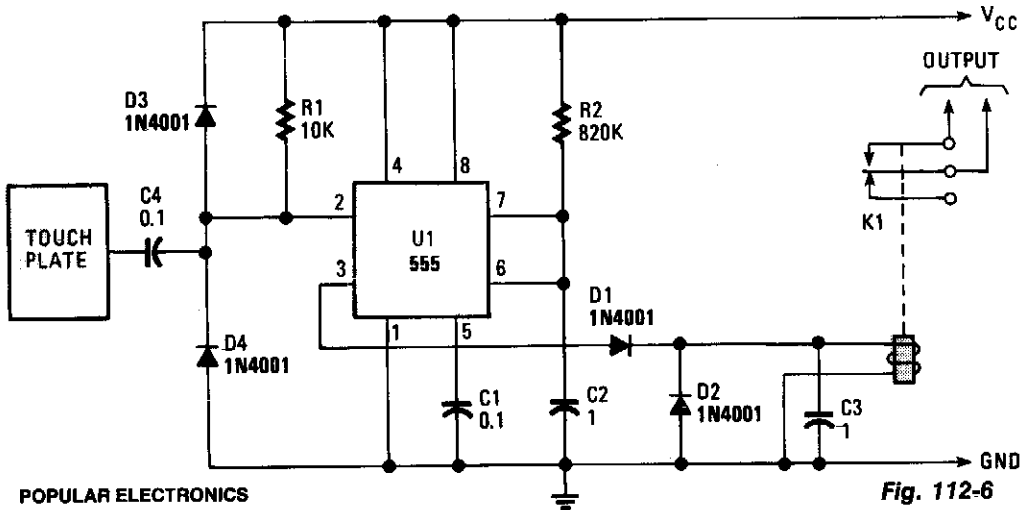 VCC
OUTPUT
D3
1N4001
R1
10K
R2
820K
4
8
C4
0.1
2
7
K1
TOUCH
PLATE
U1
555
3
6
D1
1N4001
1
5
D4
1N4001
C1
0.1
C2
1
D2
1N4001
C3
1
GND
POPULAR ELECTRONICS
Fig. 112-6